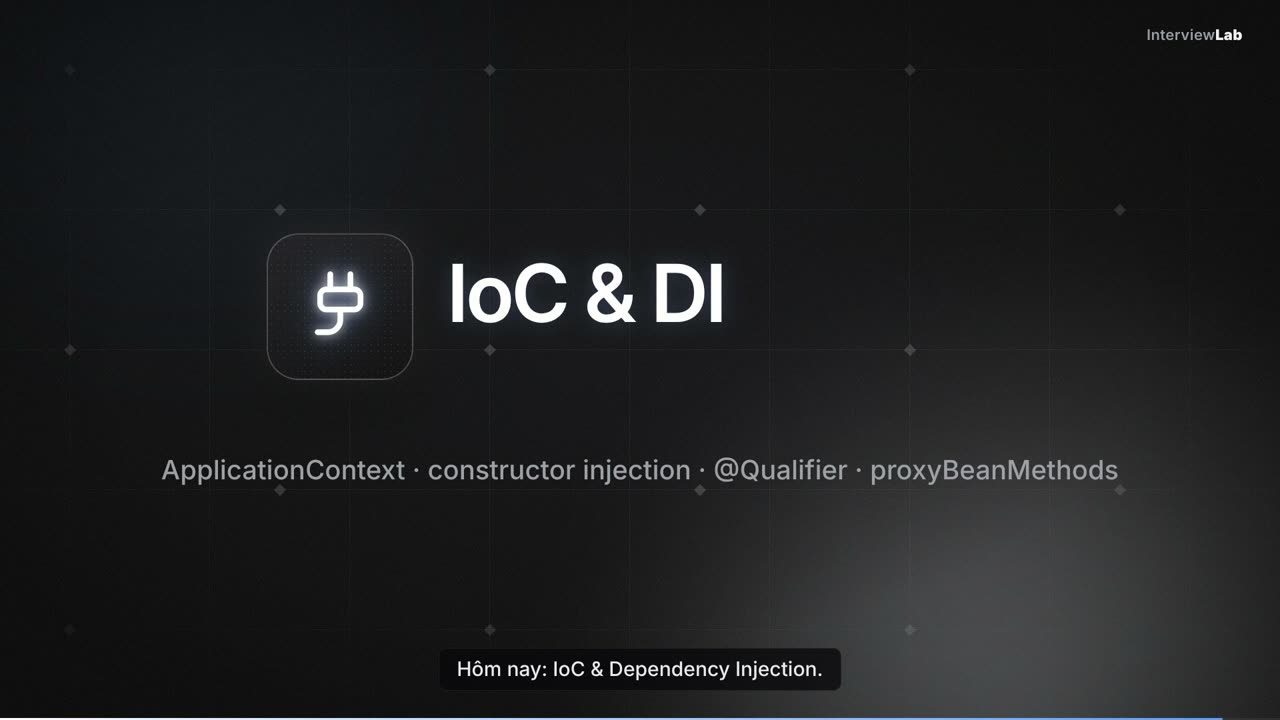 InterviewLab
IoC & DI
ApplicationContext · constructor injection · @Qualifier · proxyBeanMethods
Hôm nay: IoC & Dependency Injection.